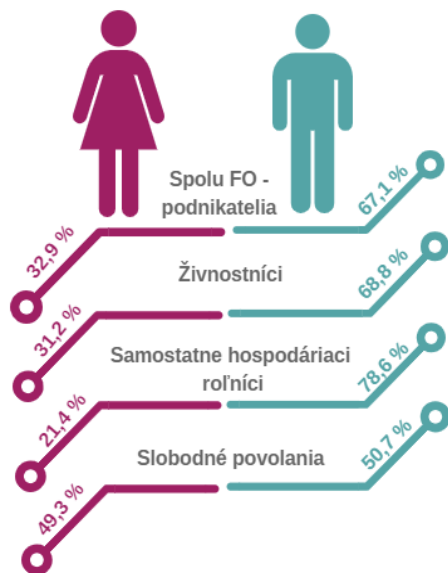 Spolu FO -
podnikatelia
32,9 %
67,1 %
Živnostníci
31,2 %
68,8 %
Samostatne hospodáriaci
roľníci
21,4 %
78,6 %
Slobodné povolania
49,3 %
50,7 %